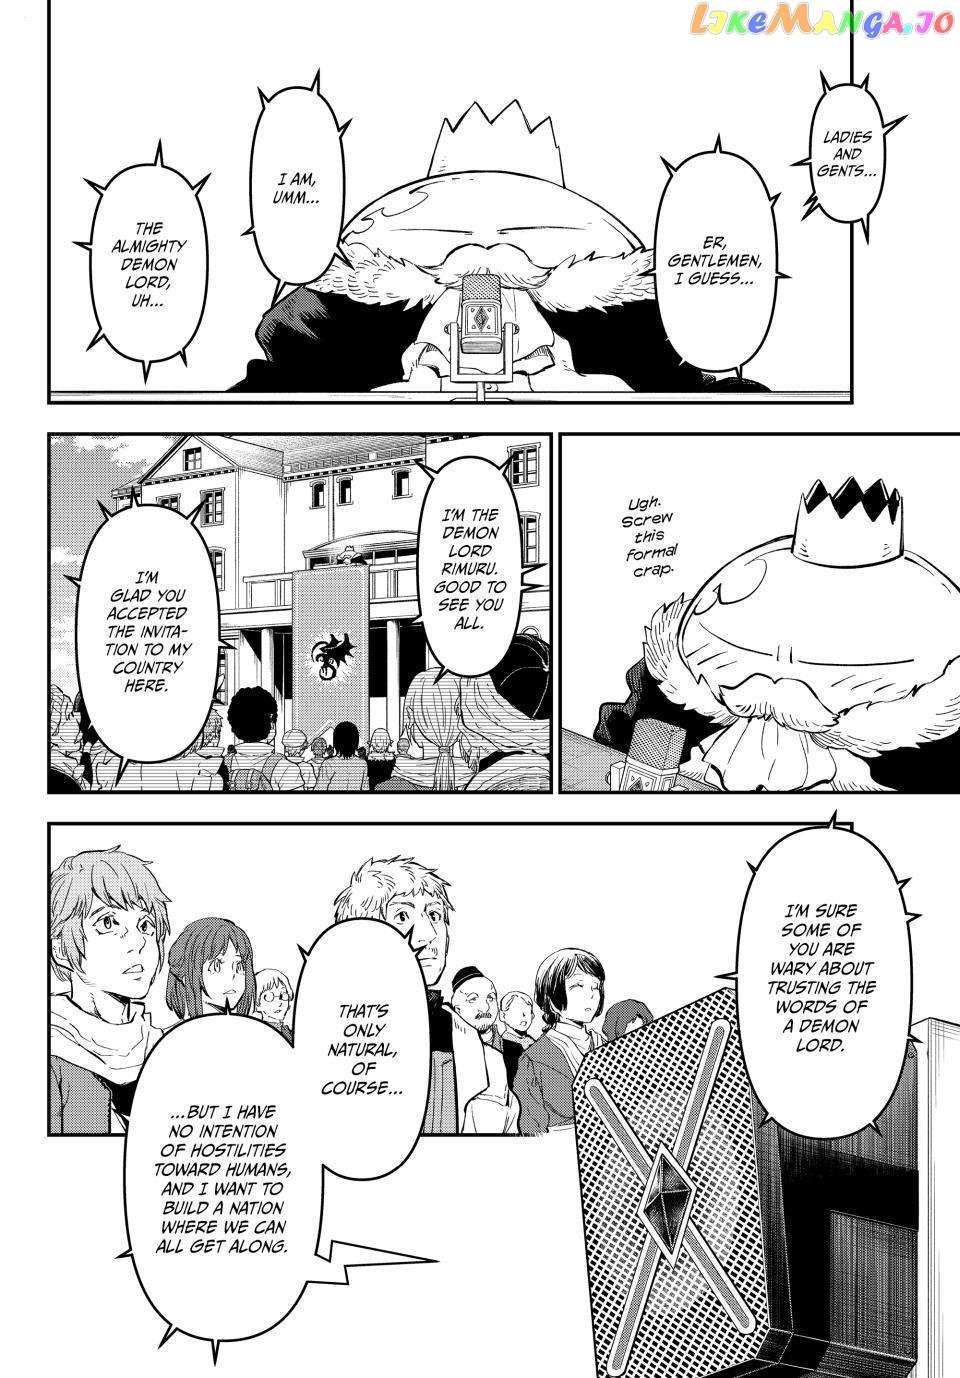 LIKEMANGA.IO
LADIES
AND
GENTS...
ER,
GENTLEMEN,
I GUESS...
I AM,
UMM...
THE
ALMIGHTY
DEMON
LORD,
UH...
Ugh.
Screw
this
formal
crap.
I'M THE
DEMON
LORD
RIMURU.
GOOD TO
SEE YOU
ALL.
I'M
GLAD YOU
ACCEPTED
THE INVITA-
TION TO MY
COUNTRY
HERE.
I'M SURE
SOME OF
YOU ARE
WARY ABOUT
TRUSTING
THE WORDS
OF A DEMON
LORD.
THAT'S
ONLY
NATURAL,
OF
COURSE...
...BUT I HAVE
NO INTENTION
OF HOSTILITIES
TOWARD HUMANS,
AND I WANT TO
BUILD A NATION
WHERE WE CAN
ALL GET ALONG.